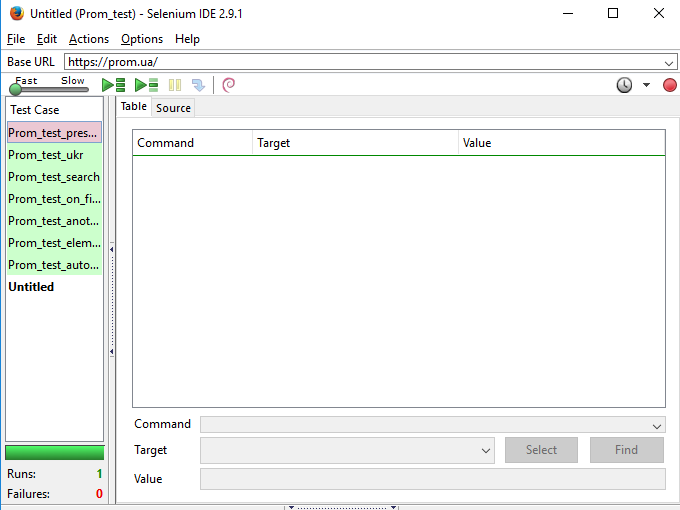 Untitled (Prom_test) - Selenium IDE 2.9.1
File Edit Actions Options Help
Base URL https://prom.ua/
Fast Slow
Test Case
Table Source
Prom_test_pres...
Prom_test_ukr
Prom_test_search
Prom_test_on_fi...
Prom_test_anot...
Prom_test_elem...
Prom_test_auto...
Untitled
Command Target Value
Command
Target Select Find
Value
Runs: 1
Failures: 0